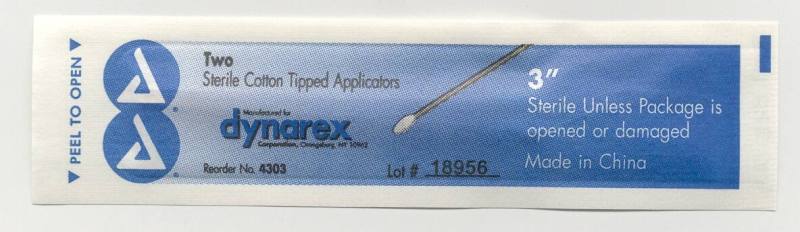 PEEL TO OPEN
Two
Sterile Cotton Tipped Applicators
Manufactured for
dynarex
Corporation, Orangeburg, NY 10962
Reorder No. 4303
Lot # 18956
3"
Sterile Unless Package is
opened or damaged
Made in China